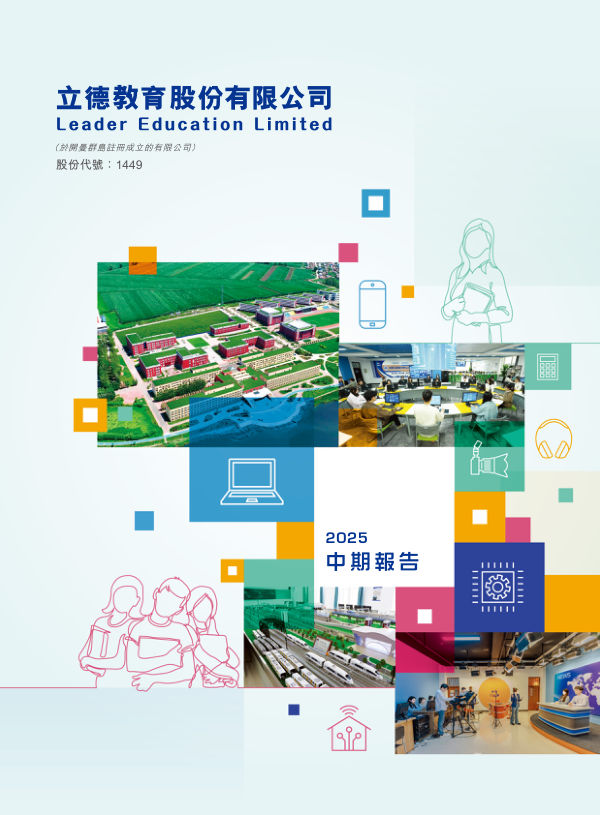 立德教育股份有限公司
Leader Education Limited
（於開曼群島註冊成立的有限公司）
股份代號：1449
2025
中期報告
NEWS